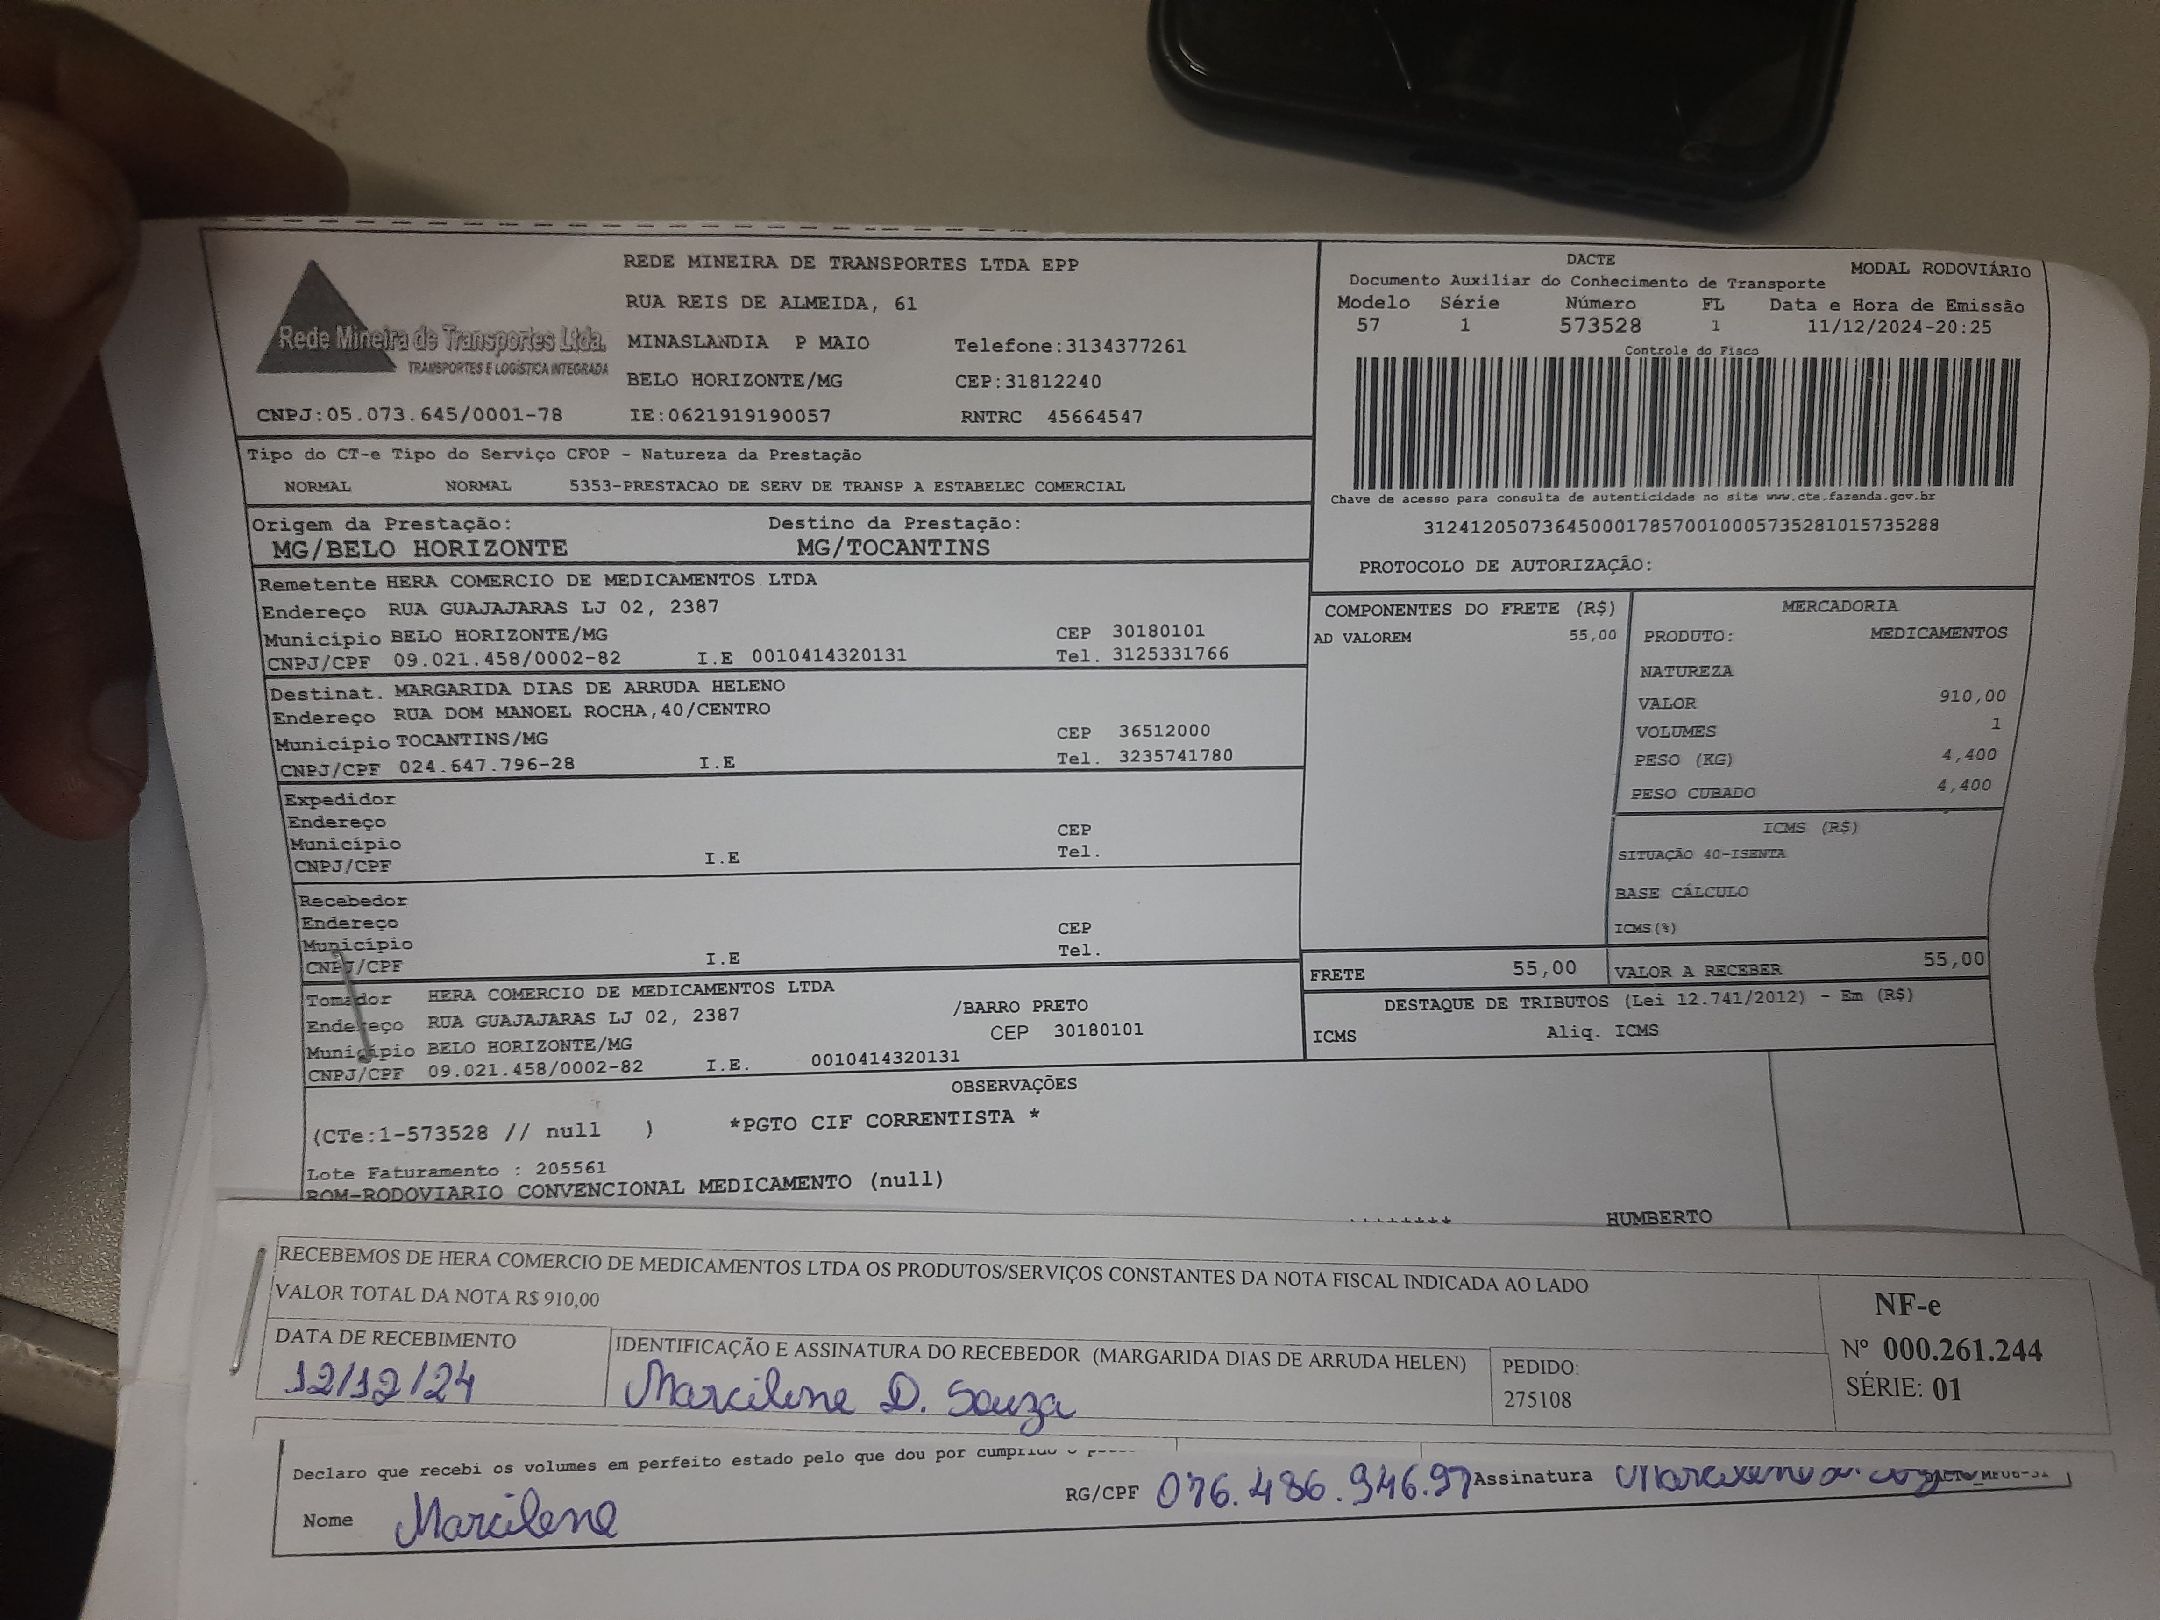 REDE MINEIRA DE TRANSPORTES LTDA EPP
RUA REIS DE ALMEIDA, 61
Rede Mineira de Transportes Ltda.
TRANSPORTES E LOGÍSTICA INTEGRADA
MINASLANDIA P MAIO Telefone:3134377261
BELO HORIZONTE/MG CEP:31812240
CNPJ:05.073.645/0001-78 IE:0621919190057 RNTRC 45664547
DACTE MODAL RODOVIÁRIO
Documento Auxiliar do Conhecimento de Transporte
Modelo Série Número FL Data e Hora de Emissão
57 1 573528 1 11/12/2024-20:25
Controle do Fisco
Chave de acesso para consulta de autenticidade no site www.cte.fazenda.gov.br
31241205073645000178570010005735281015735288
PROTOCOLO DE AUTORIZAÇÃO:
Tipo do CT-e Tipo do Serviço CFOP - Natureza da Prestação
NORMAL NORMAL 5353-PRESTACAO DE SERV DE TRANSP A ESTABELEC COMERCIAL
Origem da Prestação: Destino da Prestação:
MG/BELO HORIZONTE MG/TOCANTINS
Remetente HERA COMERCIO DE MEDICAMENTOS LTDA
Endereço RUA GUAJAJARAS LJ 02, 2387
Município BELO HORIZONTE/MG CEP 30180101
CNPJ/CPF 09.021.458/0002-82 I.E 0010414320131 Tel. 3125331766
Destinat. MARGARIDA DIAS DE ARRUDA HELENO
Endereço RUA DOM MANOEL ROCHA,40/CENTRO
Município TOCANTINS/MG CEP 36512000
CNPJ/CPF 024.647.796-28 I.E Tel. 3235741780
Expedidor
Endereço
Município CEP
CNPJ/CPF I.E Tel.
Recebedor
Endereço
Município CEP
CNPJ/CPF I.E Tel.
Tomador HERA COMERCIO DE MEDICAMENTOS LTDA
Endereço RUA GUAJAJARAS LJ 02, 2387 /BARRO PRETO
Município BELO HORIZONTE/MG CEP 30180101
CNPJ/CPF 09.021.458/0002-82 I.E. 0010414320131
COMPONENTES DO FRETE (R$)
AD VALOREM 55,00
MERCADORIA
PRODUTO: MEDICAMENTOS
NATUREZA
VALOR 910,00
VOLUMES 1
PESO (KG) 4,400
PESO CUBADO 4,400
ICMS (R$)
SITUAÇÃO 40-ISENTA
BASE CÁLCULO
ICMS(%)
FRETE 55,00 VALOR A RECEBER 55,00
DESTAQUE DE TRIBUTOS (Lei 12.741/2012) - Em (R$)
ICMS Aliq. ICMS
OBSERVAÇÕES
(CTe:1-573528 // null ) *PGTO CIF CORRENTISTA *
Lote Faturamento : 205561
ROM-RODOVIARIO CONVENCIONAL MEDICAMENTO (null)
HUMBERTO
RECEBEMOS DE HERA COMERCIO DE MEDICAMENTOS LTDA OS PRODUTOS/SERVIÇOS CONSTANTES DA NOTA FISCAL INDICADA AO LADO
VALOR TOTAL DA NOTA R$ 910,00
DATA DE RECEBIMENTO
12/12/24
IDENTIFICAÇÃO E ASSINATURA DO RECEBEDOR (MARGARIDA DIAS DE ARRUDA HELEN)
Marcilene D. Souza
PEDIDO:
275108
NF-e
Nº 000.261.244
SÉRIE: 01
Declaro que recebi os volumes em perfeito estado pelo que dou por cumprido o
Nome Marcilene RG/CPF 076.486.946.97 Assinatura Marcilene D. Souza